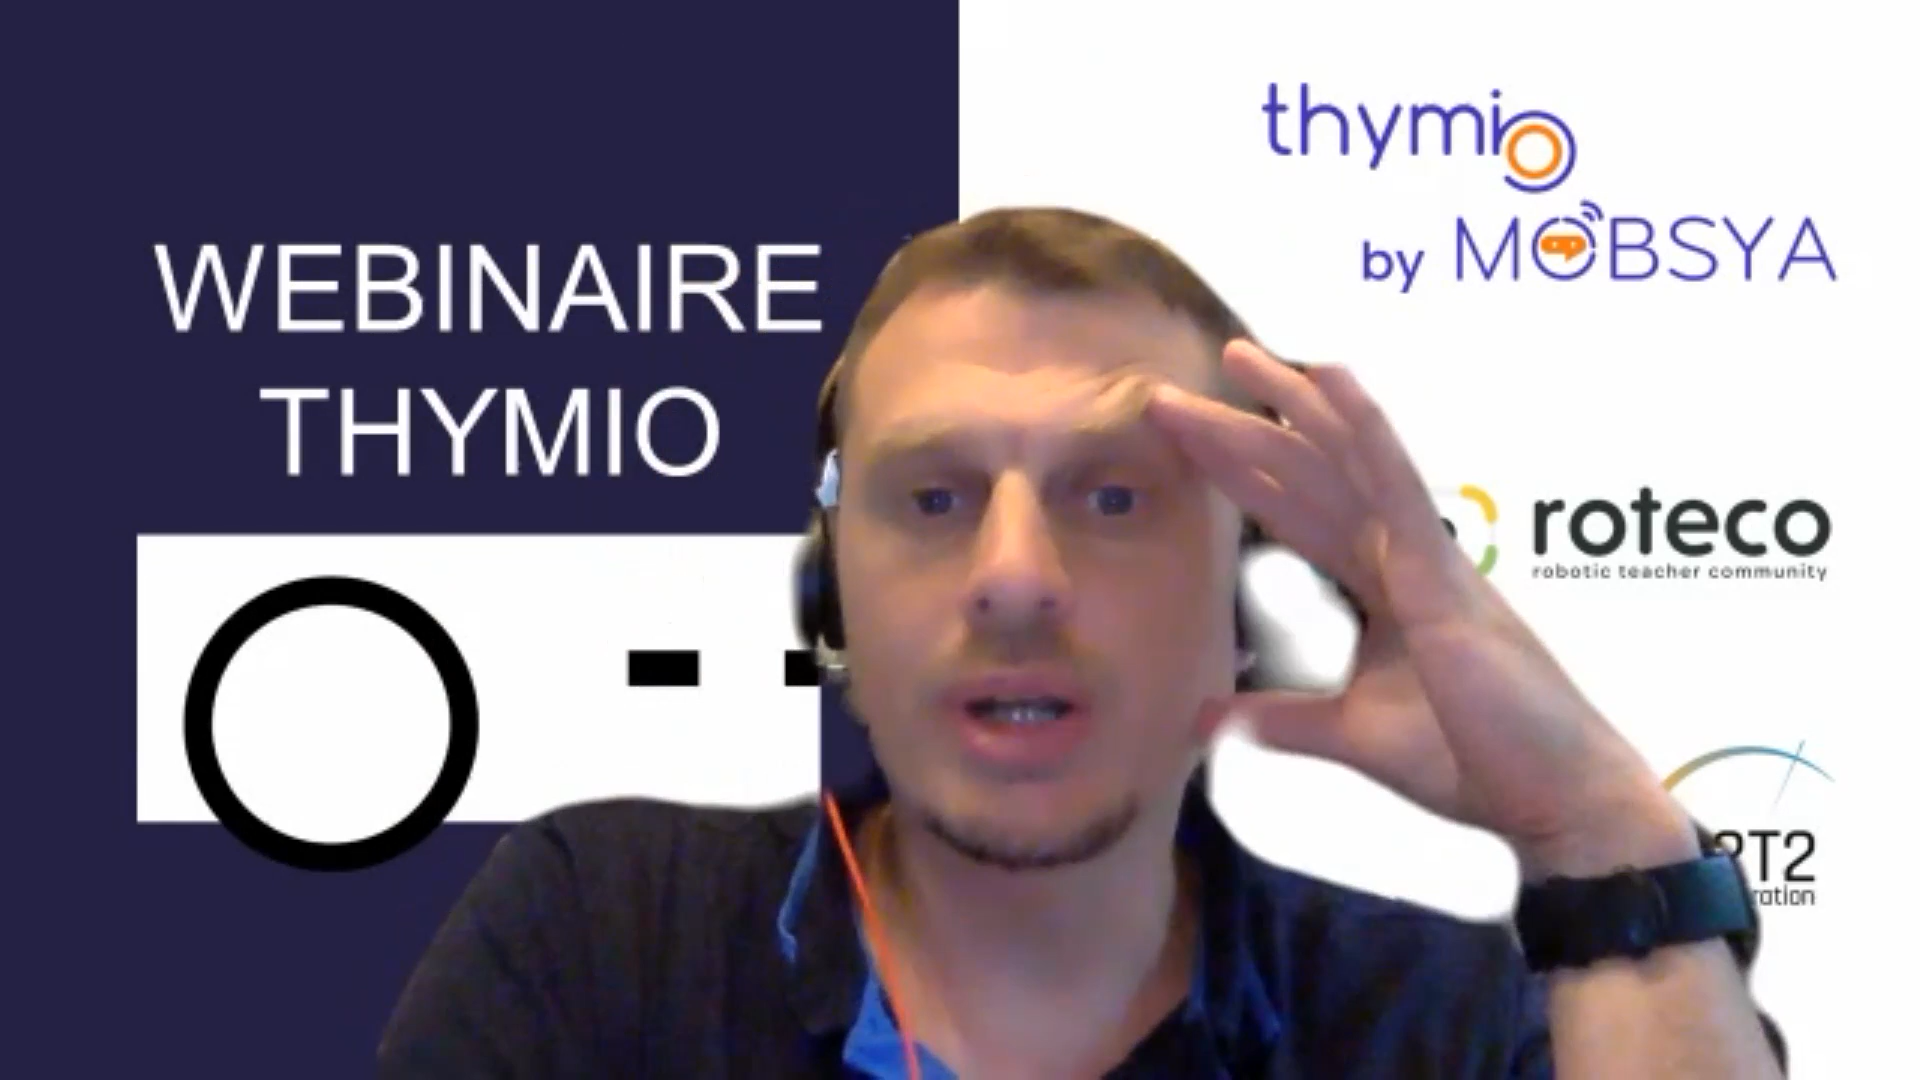 WEBINAIRE
THYMIO
thymio
by MOBSYA
roteco
robotic teacher community